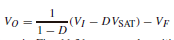 V_O = \frac{1}{1 - D}(V_I - DV_{SAT}) - V_F